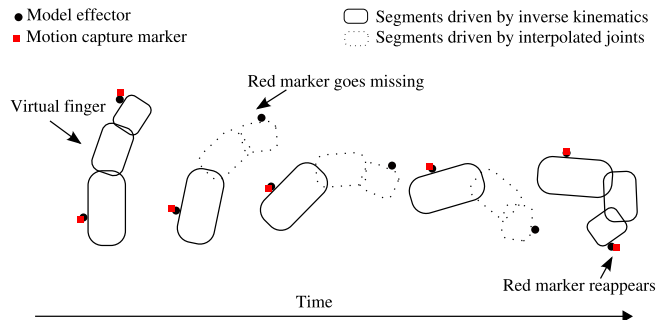 Model effector
Motion capture marker
Segments driven by inverse kinematics
Segments driven by interpolated joints
Red marker goes missing
Virtual finger
Red marker reappears
Time